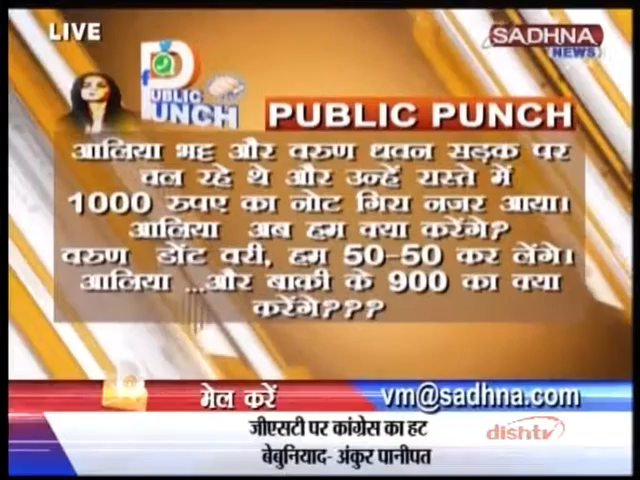 LIVE
SADHNA
NEWS
PUBLIC
PUNCH
PUBLIC PUNCH
आलिया भट्ट और वरुण धवन सड़क पर
चल रहे थे और उन्हें रास्ते में
1000 रुपए का नोट गिरा नजर आया।
आलिया अब हम क्या करेंगे?
वरुण डोंट वरी, हम 50-50 कर लेंगे।
आलिया ...और बाकी के 900 का क्या
करेंगे???
मेल करें
vm@sadhna.com
जीएसटी पर कांग्रेस का हट
बेबुनियाद- अंकुर पानीपत
dishtv